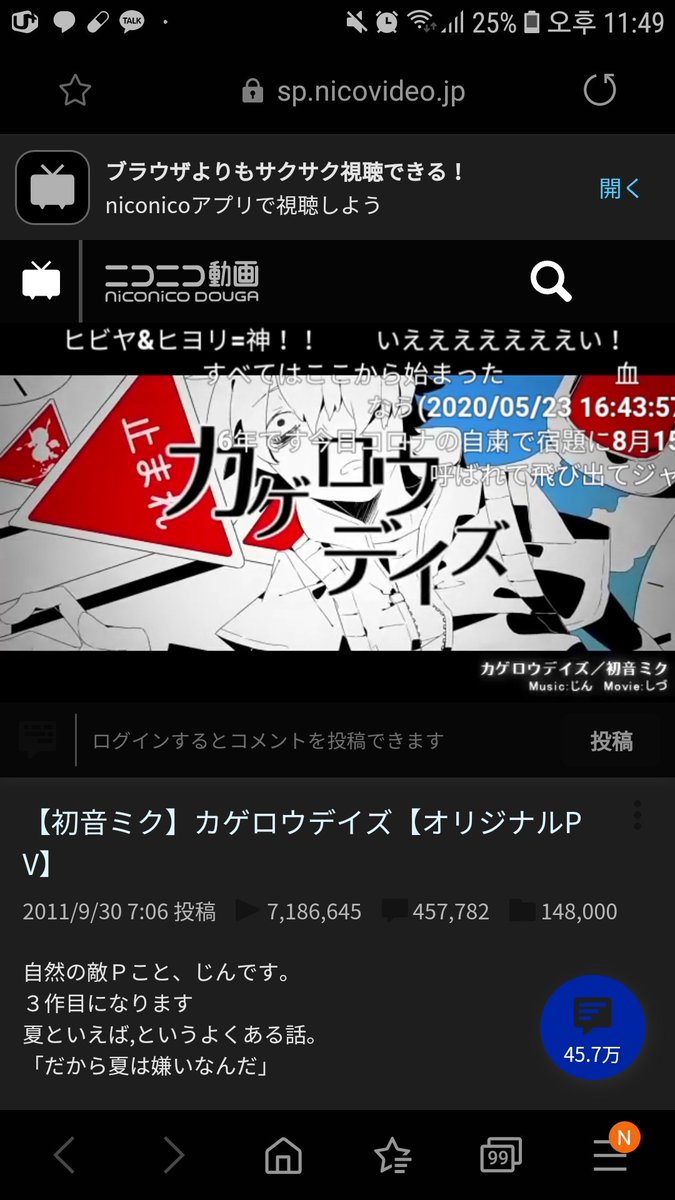 TALK
25% 오후 11:49
sp.nicovideo.jp
ブラウザよりもサクサク視聴できる！
niconicoアプリで視聴しよう
開く
ニコニコ動画
NICONICO DOUGA
ヒビヤ&ヒヨリ=神！！ いえええええええい！
すべてはここから始まった 血
なう(2020/05/23 16:43:57
6年です今日コロナの自粛で宿題に8月15
呼ばれて飛び出てジャ
止まれ
カゲロウ
デイズ
カゲロウデイズ／初音ミク
Music:じん Movie:しづ
ログインするとコメントを投稿できます
投稿
【初音ミク】カゲロウデイズ【オリジナルP
V】
2011/9/30 7:06 投稿 7,186,645 457,782 148,000
自然の敵Ｐこと、じんです。
３作目になります
夏といえば,というよくある話。
「だから夏は嫌いなんだ」
45.7万
99
N